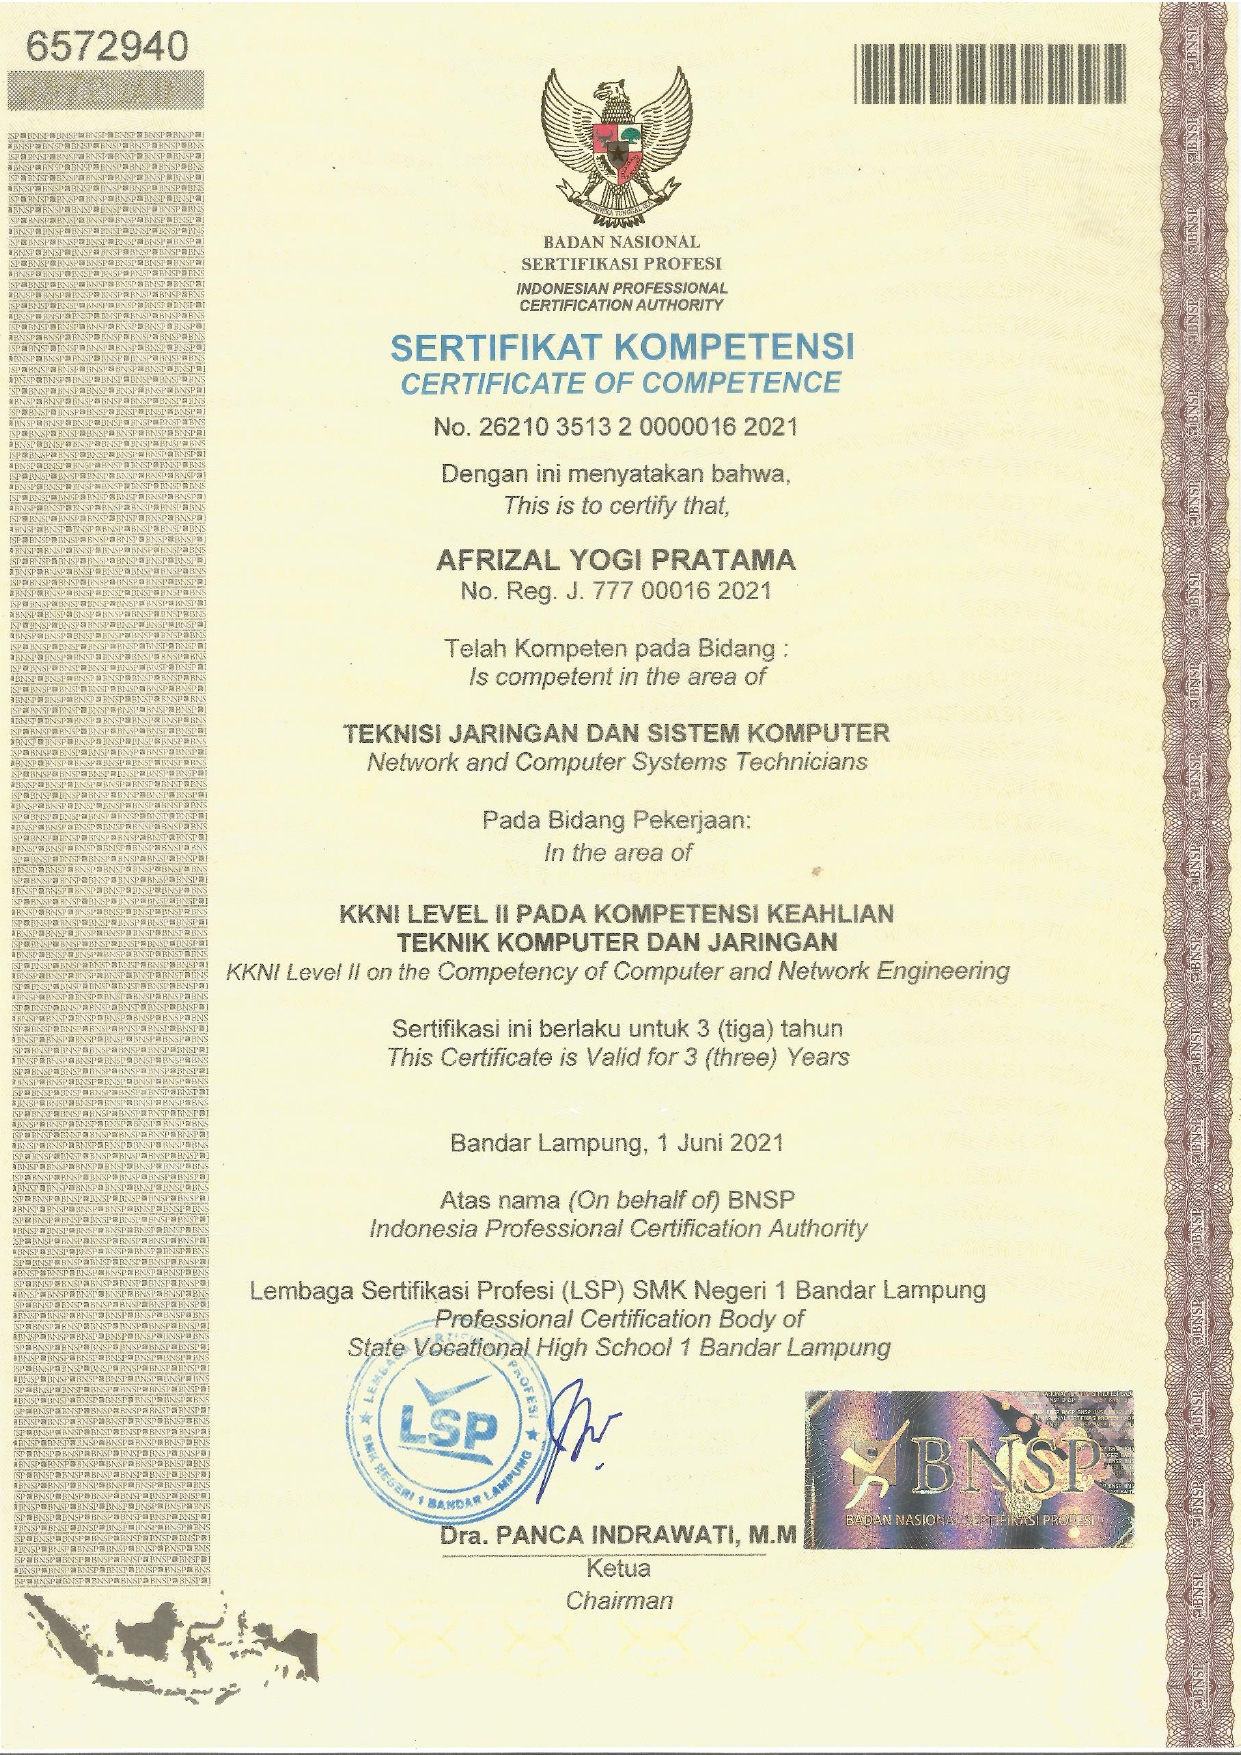 6572940
BADAN NASIONAL
SERTIFIKASI PROFESI
INDONESIAN PROFESSIONAL
CERTIFICATION AUTHORITY
SERTIFIKAT KOMPETENSI
CERTIFICATE OF COMPETENCE
No. 26210 3513 2 0000016 2021
Dengan ini menyatakan bahwa,
This is to certify that,
AFRIZAL YOGI PRATAMA
No. Reg. J. 777 00016 2021
Telah Kompeten pada Bidang :
Is competent in the area of
TEKNISI JARINGAN DAN SISTEM KOMPUTER
Network and Computer Systems Technicians
Pada Bidang Pekerjaan:
In the area of
KKNI LEVEL II PADA KOMPETENSI KEAHLIAN
TEKNIK KOMPUTER DAN JARINGAN
KKNI Level II on the Competency of Computer and Network Engineering
Sertifikasi ini berlaku untuk 3 (tiga) tahun
This Certificate is Valid for 3 (three) Years
Bandar Lampung, 1 Juni 2021
Atas nama (On behalf of) BNSP
Indonesia Professional Certification Authority
Lembaga Sertifikasi Profesi (LSP) SMK Negeri 1 Bandar Lampung
Professional Certification Body of
State Vocational High School 1 Bandar Lampung
LEMBAGA SERTIFIKASI PROFESI
LSP
SMK NEGERI 1 BANDAR LAMPUNG
BNSP
BADAN NASIONAL SERTIFIKASI PROFESI
Dra. PANCA INDRAWATI, M.M
Ketua
Chairman